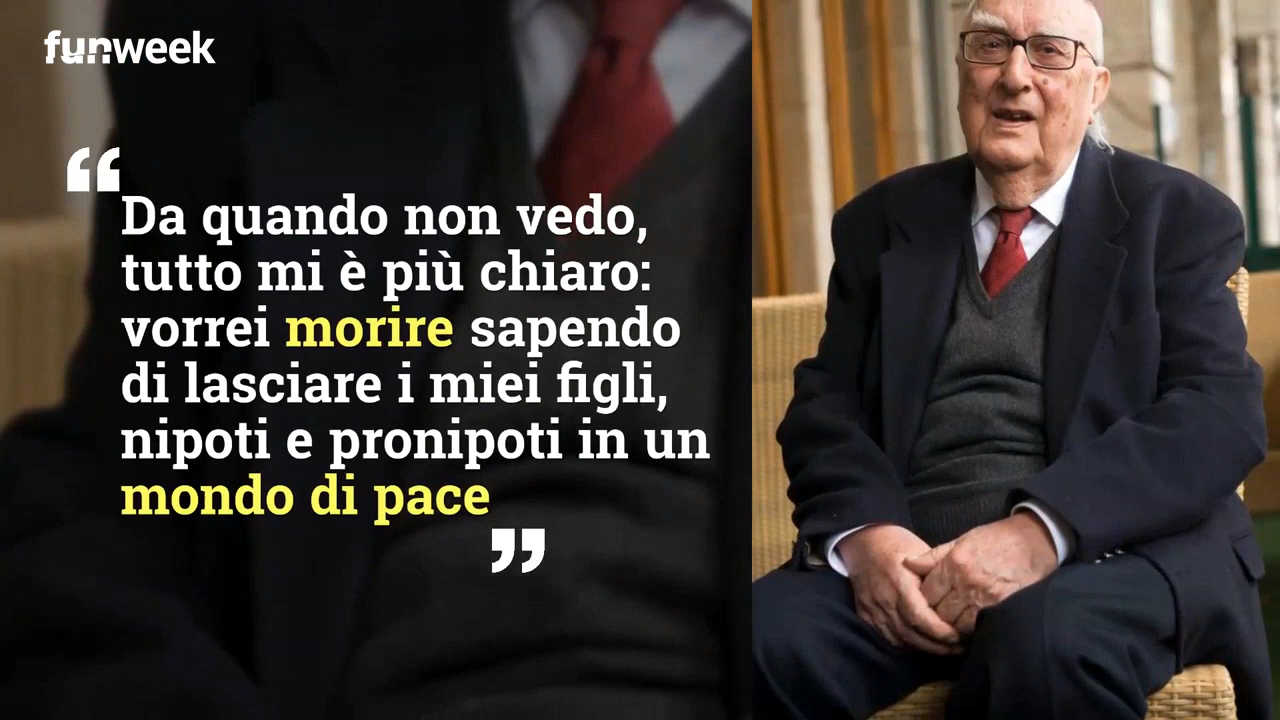 funweek
“
Da quando non vedo,
tutto mi è più chiaro:
vorrei morire sapendo
di lasciare i miei figli,
nipoti e pronipoti in un
mondo di pace
”